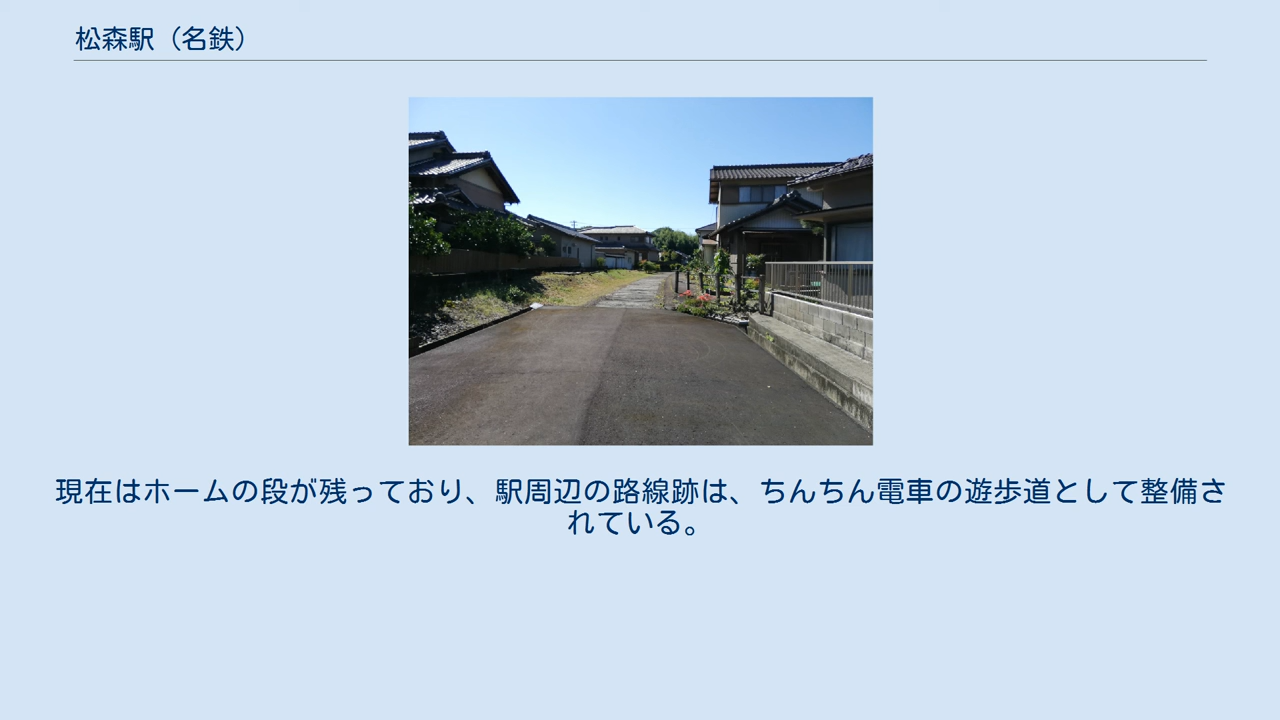 松森駅（名鉄）
現在はホームの段が残っており、駅周辺の路線跡は、ちんちん電車の遊歩道として整備さ
れている。